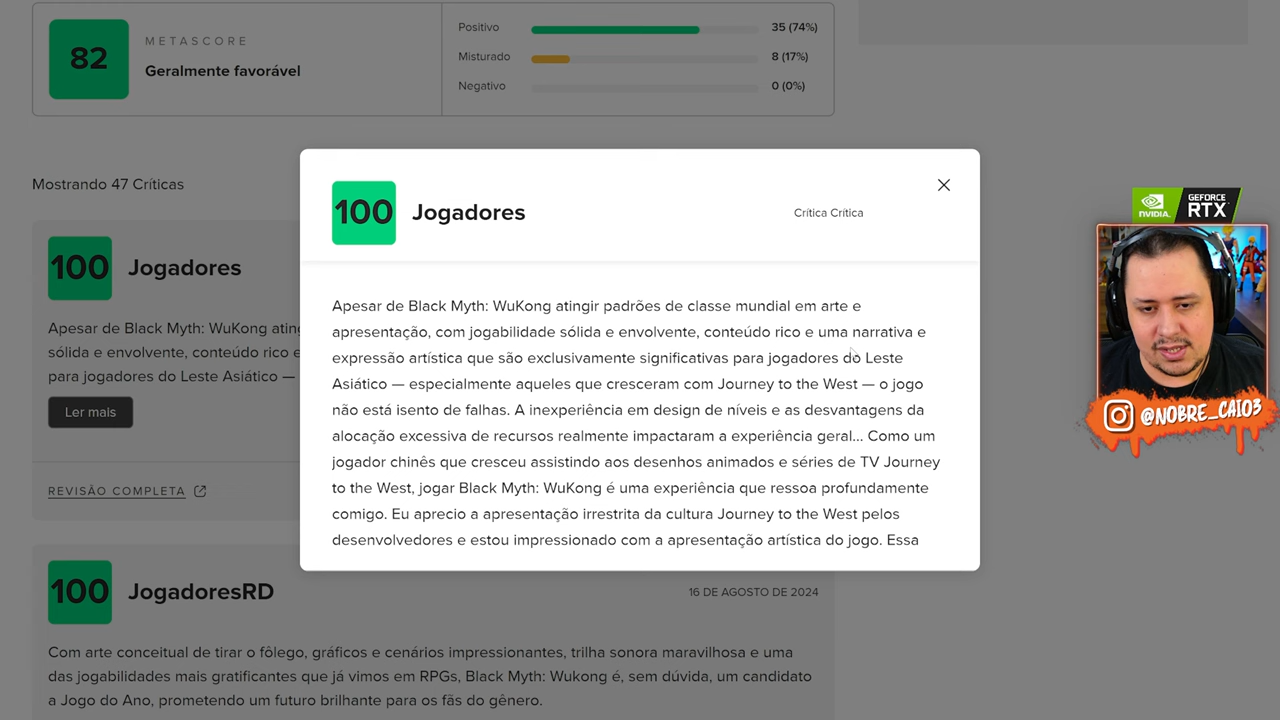 82
METASCORE
Geralmente favorável
Positivo
35 (74%)
Misturado
8 (17%)
Negativo
0 (0%)
Mostrando 47 Críticas
100
Jogadores
Apesar de Black Myth: WuKong ating
sólida e envolvente, conteúdo rico e
para jogadores do Leste Asiático —
Ler mais
REVISÃO COMPLETA
100
Jogadores
Crítica Crítica
Apesar de Black Myth: WuKong atingir padrões de classe mundial em arte e
apresentação, com jogabilidade sólida e envolvente, conteúdo rico e uma narrativa e
expressão artística que são exclusivamente significativas para jogadores do Leste
Asiático — especialmente aqueles que cresceram com Journey to the West — o jogo
não está isento de falhas. A inexperiência em design de níveis e as desvantagens da
alocação excessiva de recursos realmente impactaram a experiência geral... Como um
jogador chinês que cresceu assistindo aos desenhos animados e séries de TV Journey
to the West, jogar Black Myth: WuKong é uma experiência que ressoa profundamente
comigo. Eu aprecio a apresentação irrestrita da cultura Journey to the West pelos
desenvolvedores e estou impressionado com a apresentação artística do jogo. Essa
NVIDIA.
GEFORCE
RTX
@NOBRE_CAIO3
100
JogadoresRD
16 DE AGOSTO DE 2024
Com arte conceitual de tirar o fôlego, gráficos e cenários impressionantes, trilha sonora maravilhosa e uma
das jogabilidades mais gratificantes que já vimos em RPGs, Black Myth: Wukong é, sem dúvida, um candidato
a Jogo do Ano, prometendo um futuro brilhante para os fãs do gênero.